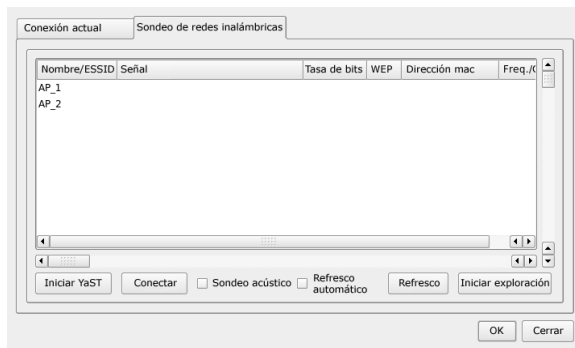 Conexión actual Sondeo de redes inalámbricas
Nombre/ESSID Señal Tasa de bits WEP Dirección mac Freq./
AP_1
AP_2
Iniciar YaST Conectar Sondeo acústico Refresco automático Refresco Iniciar exploración
OK Cerrar